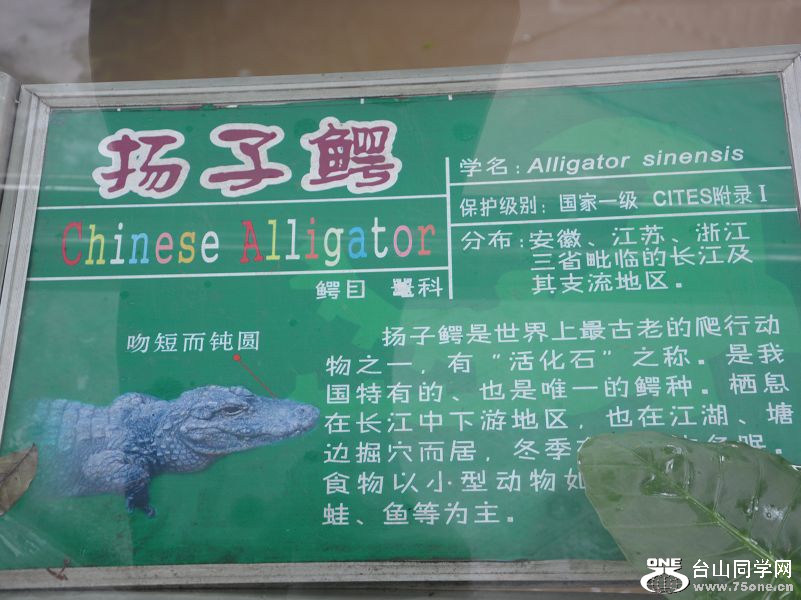 扬子鳄
Chinese Alligator
鳄目 鼍科
学名：Alligator sinensis
保护级别：国家一级 CITES附录Ⅰ
分布：安徽、江苏、浙江
三省毗临的长江及
其支流地区。
吻短而钝圆
扬子鳄是世界上最古老的爬行动
物之一，有“活化石”之称。是我
国特有的、也是唯一的鳄种。栖息
在长江中下游地区，也在江湖、塘
边掘穴而居，冬季 眠。
食物以小型动物如
蛙、鱼等为主。
ONE
台山同学网
www.75one.cn